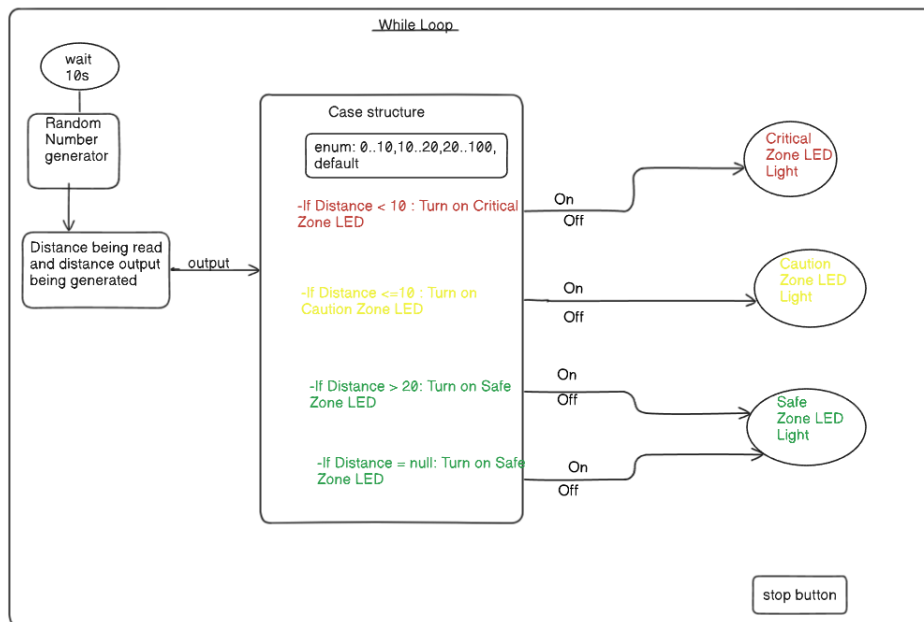 While Loop
wait
10s
Random
Number
generator
Distance being read
and distance output
being generated
output
Case structure
enum: 0..10,10..20,20..100,
default
-If Distance < 10 : Turn on Critical
Zone LED
-If Distance <=10 : Turn on
Caution Zone LED
-If Distance > 20: Turn on Safe
Zone LED
-If Distance = null: Turn on Safe
Zone LED
On
Off
On
Off
On
Off
On
Off
Critical
Zone LED
Light
Caution
Zone LED
Light
Safe
Zone LED
Light
stop button